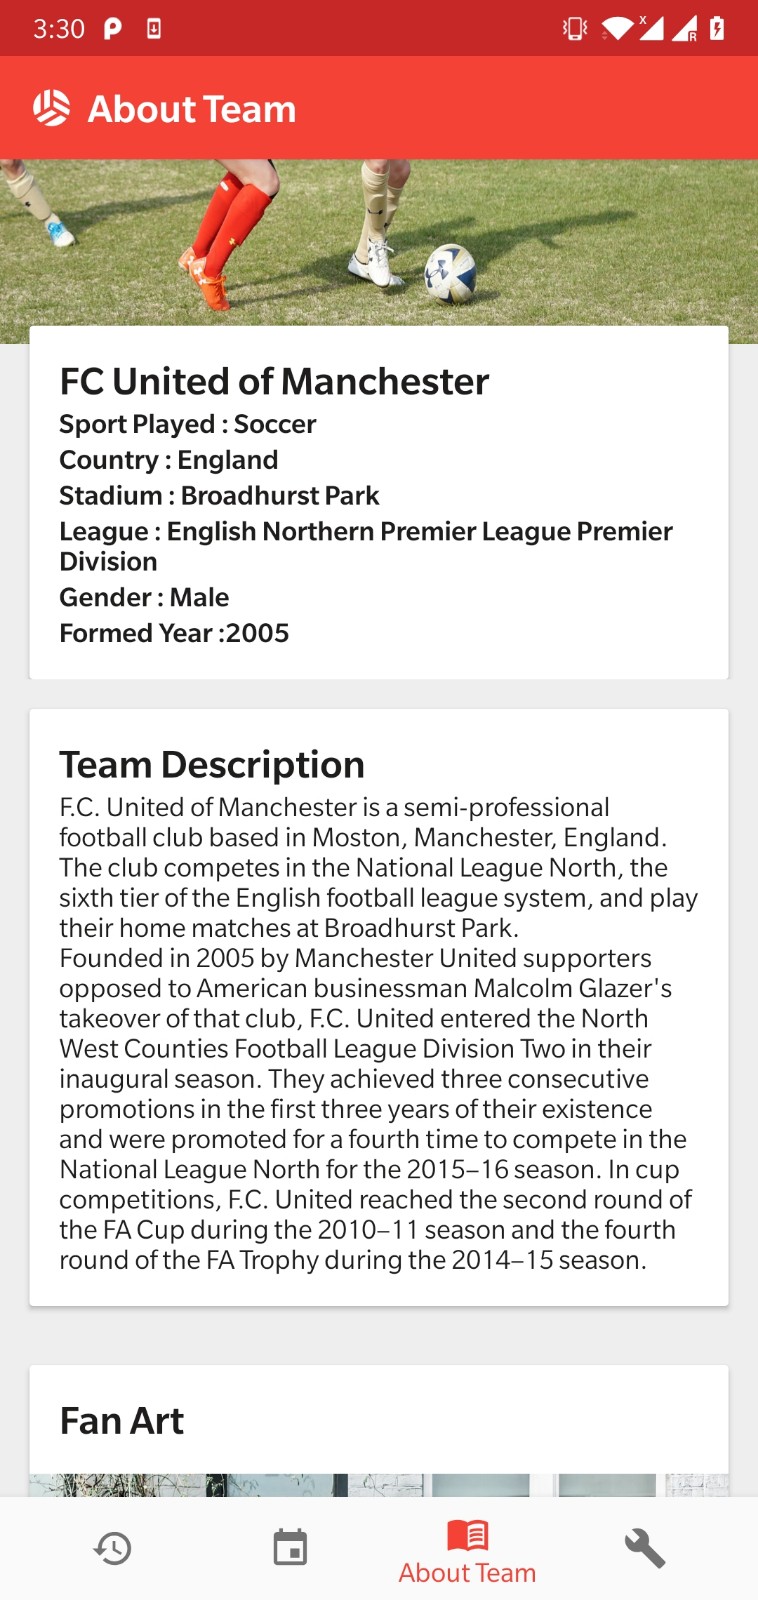 3:30
x
R
About Team
FC United of Manchester
Sport Played : Soccer
Country : England
Stadium : Broadhurst Park
League : English Northern Premier League Premier
Division
Gender : Male
Formed Year :2005
Team Description
F.C. United of Manchester is a semi-professional
football club based in Moston, Manchester, England.
The club competes in the National League North, the
sixth tier of the English football league system, and play
their home matches at Broadhurst Park.
Founded in 2005 by Manchester United supporters
opposed to American businessman Malcolm Glazer's
takeover of that club, F.C. United entered the North
West Counties Football League Division Two in their
inaugural season. They achieved three consecutive
promotions in the first three years of their existence
and were promoted for a fourth time to compete in the
National League North for the 2015–16 season. In cup
competitions, F.C. United reached the second round of
the FA Cup during the 2010–11 season and the fourth
round of the FA Trophy during the 2014–15 season.
Fan Art
About Team